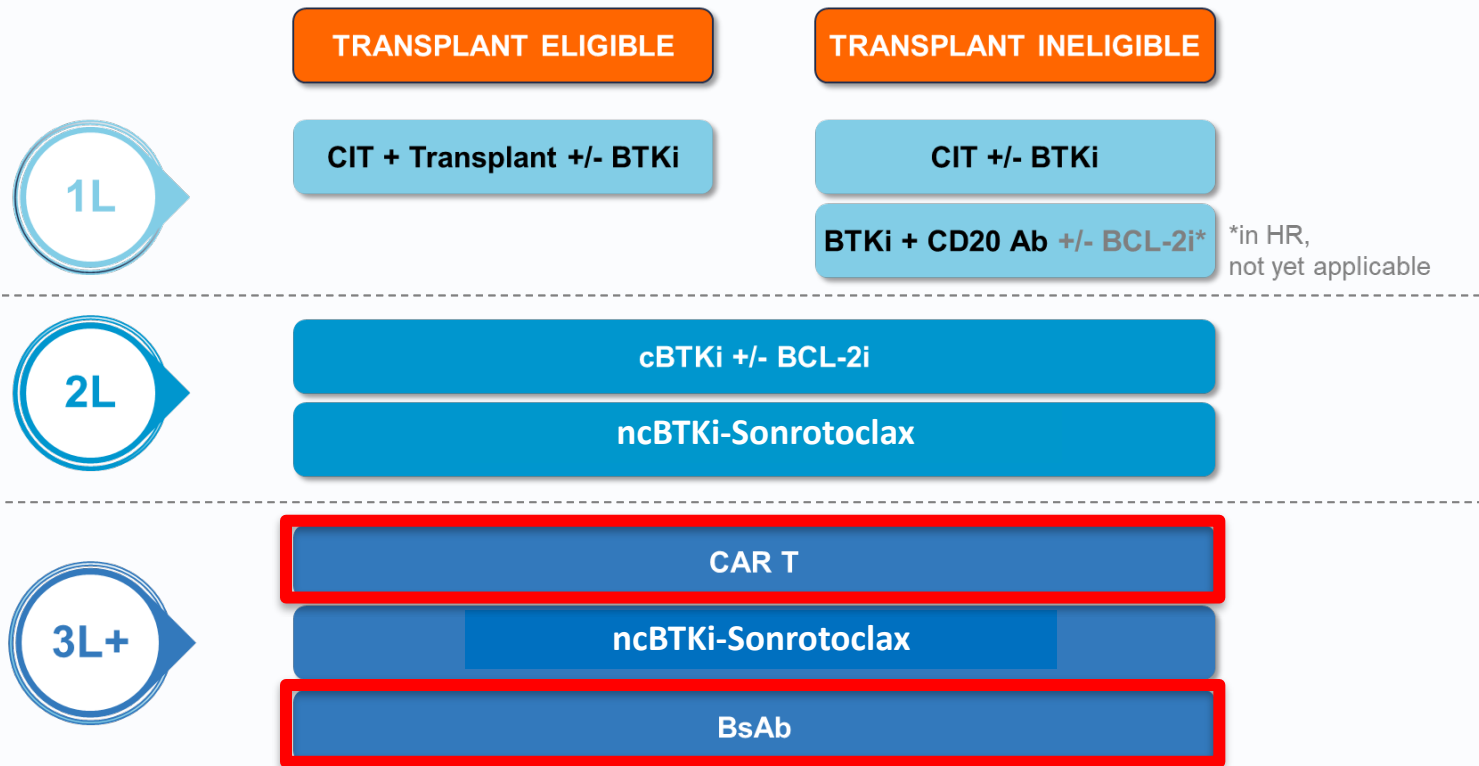 TRANSPLANT ELIGIBLE
TRANSPLANT INELIGIBLE
1L
CIT + Transplant +/- BTKi
CIT +/- BTKi
BTKi + CD20 Ab +/- BCL-2i*
*in HR,
not yet applicable
2L
cBTKi +/- BCL-2i
ncBTKi-Sonrotoclax
3L+
CAR T
ncBTKi-Sonrotoclax
BsAb